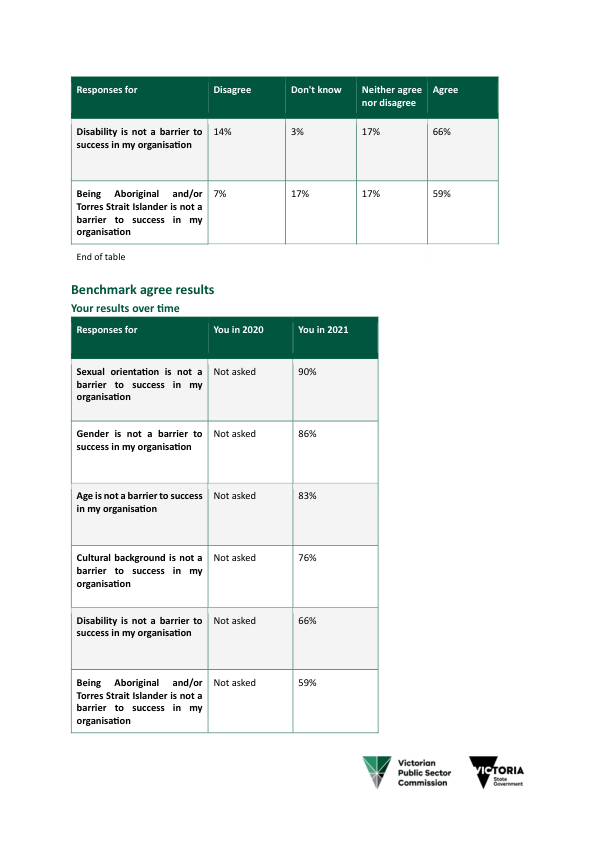 Responses for Disagree Don't know Neither agree nor disagree Agree
Disability is not a barrier to success in my organisation 14% 3% 17% 66%
Being Aboriginal and/or Torres Strait Islander is not a barrier to success in my organisation 7% 17% 17% 59%
End of table
Benchmark agree results
Your results over time
Responses for You in 2020 You in 2021
Sexual orientation is not a barrier to success in my organisation Not asked 90%
Gender is not a barrier to success in my organisation Not asked 86%
Age is not a barrier to success in my organisation Not asked 83%
Cultural background is not a barrier to success in my organisation Not asked 76%
Disability is not a barrier to success in my organisation Not asked 66%
Being Aboriginal and/or Torres Strait Islander is not a barrier to success in my organisation Not asked 59%
Victorian
Public Sector
Commission
VICTORIA
State
Government